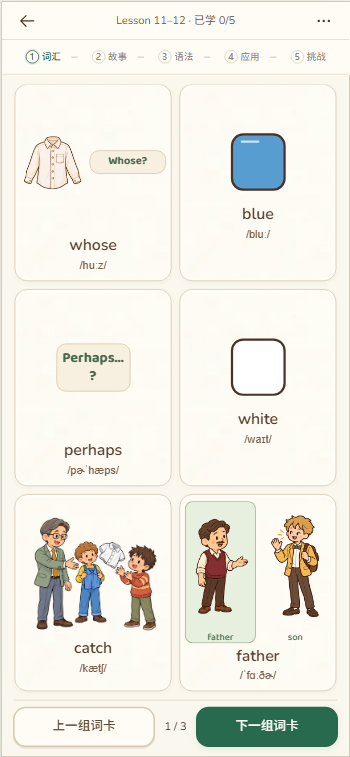 Lesson 11–12 · 已学 0/5
1 词汇 – 2 故事 – 3 语法 – 4 应用 – 5 挑战
Whose?
whose
/huːz/
blue
/bluː/
Perhaps...
?
perhaps
/pɚˈhæps/
white
/waɪt/
catch
/kætʃ/
father
son
father
/ˈfɑːðɚ/
上一组词卡
1 / 3
下一组词卡